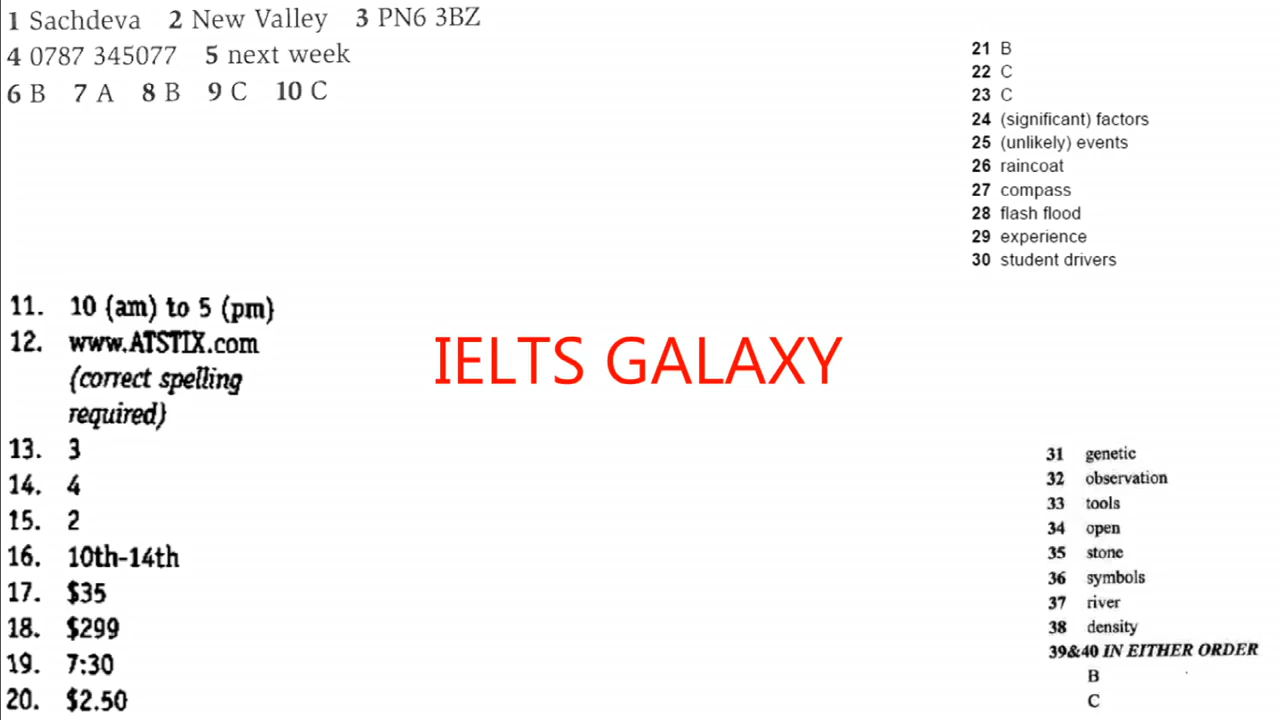 1 Sachdeva 2 New Valley 3 PN6 3BZ
4 0787 345077 5 next week
6 B 7 A 8 B 9 C 10 C
11. 10 (am) to 5 (pm)
12. www.ATSTIX.com
(correct spelling
required)
13. 3
14. 4
15. 2
16. 10th-14th
17. $35
18. $299
19. 7:30
20. $2.50
IELTS GALAXY
21 B
22 C
23 C
24 (significant) factors
25 (unlikely) events
26 raincoat
27 compass
28 flash flood
29 experience
30 student drivers
31 genetic
32 observation
33 tools
34 open
35 stone
36 symbols
37 river
38 density
39&40 IN EITHER ORDER
B
C